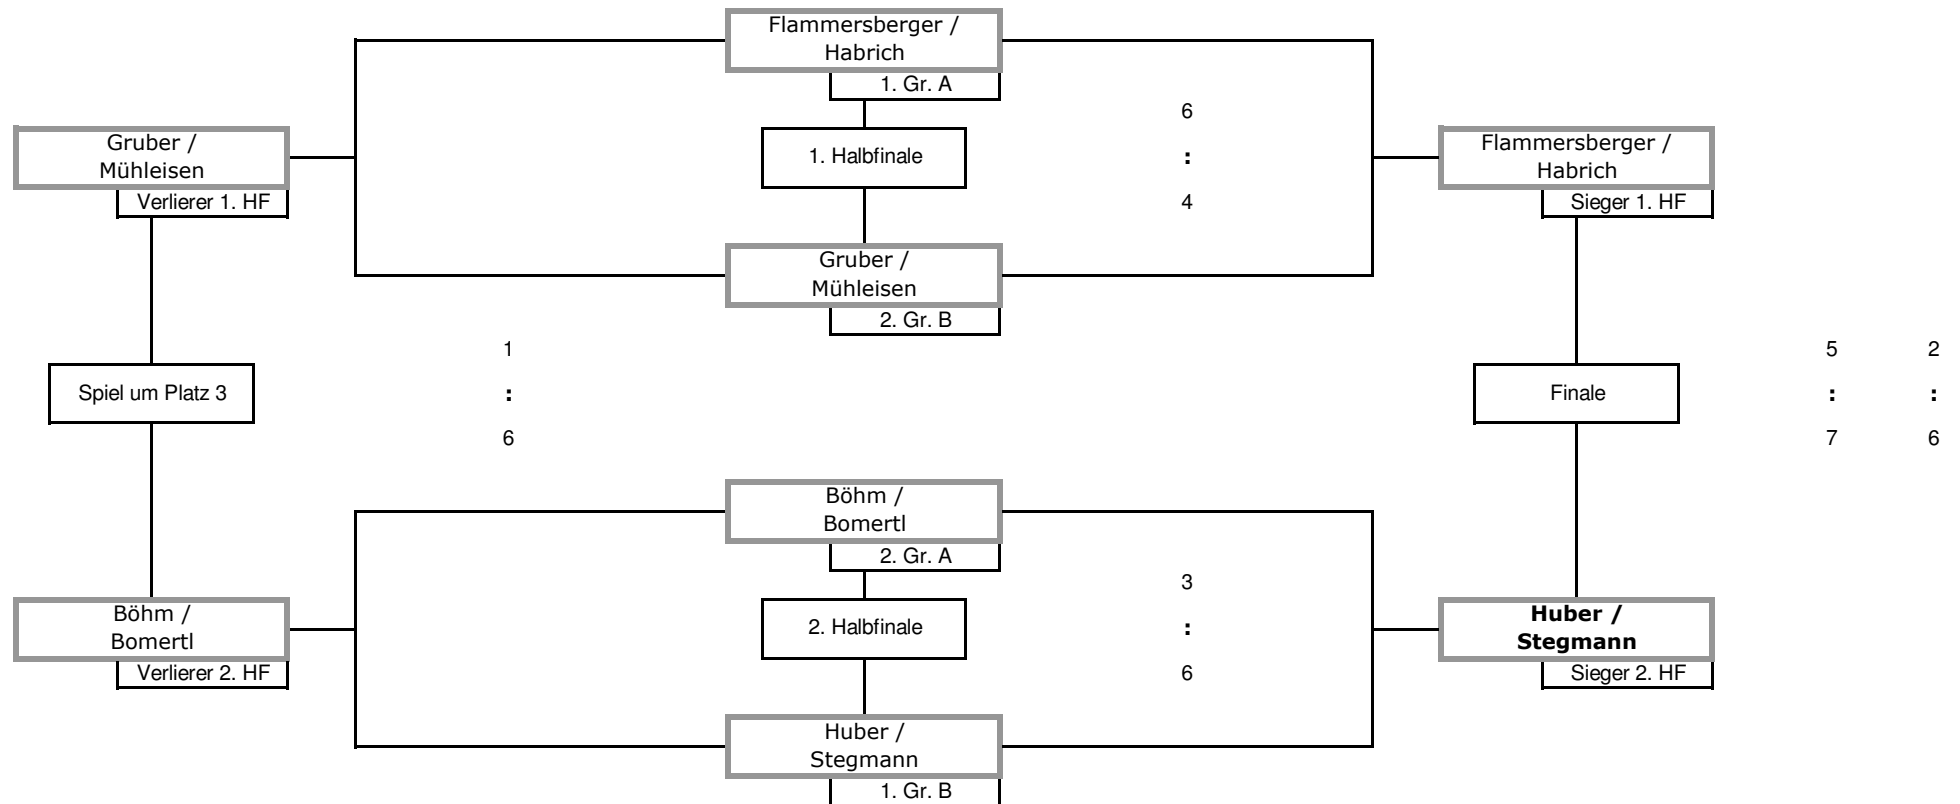 Flammersberger /
Habrich
1. Gr. A
6
Gruber /
Mühleisen
1. Halbfinale
:
Flammersberger /
Habrich
Verlierer 1. HF
4
Sieger 1. HF
Gruber /
Mühleisen
2. Gr. B
1
5 2
Spiel um Platz 3
:
Finale
: :
6
7 6
Böhm /
Bomertl
2. Gr. A
3
Böhm /
Bomertl
2. Halbfinale
:
Huber /
Stegmann
Verlierer 2. HF
6
Sieger 2. HF
Huber /
Stegmann
1. Gr. B